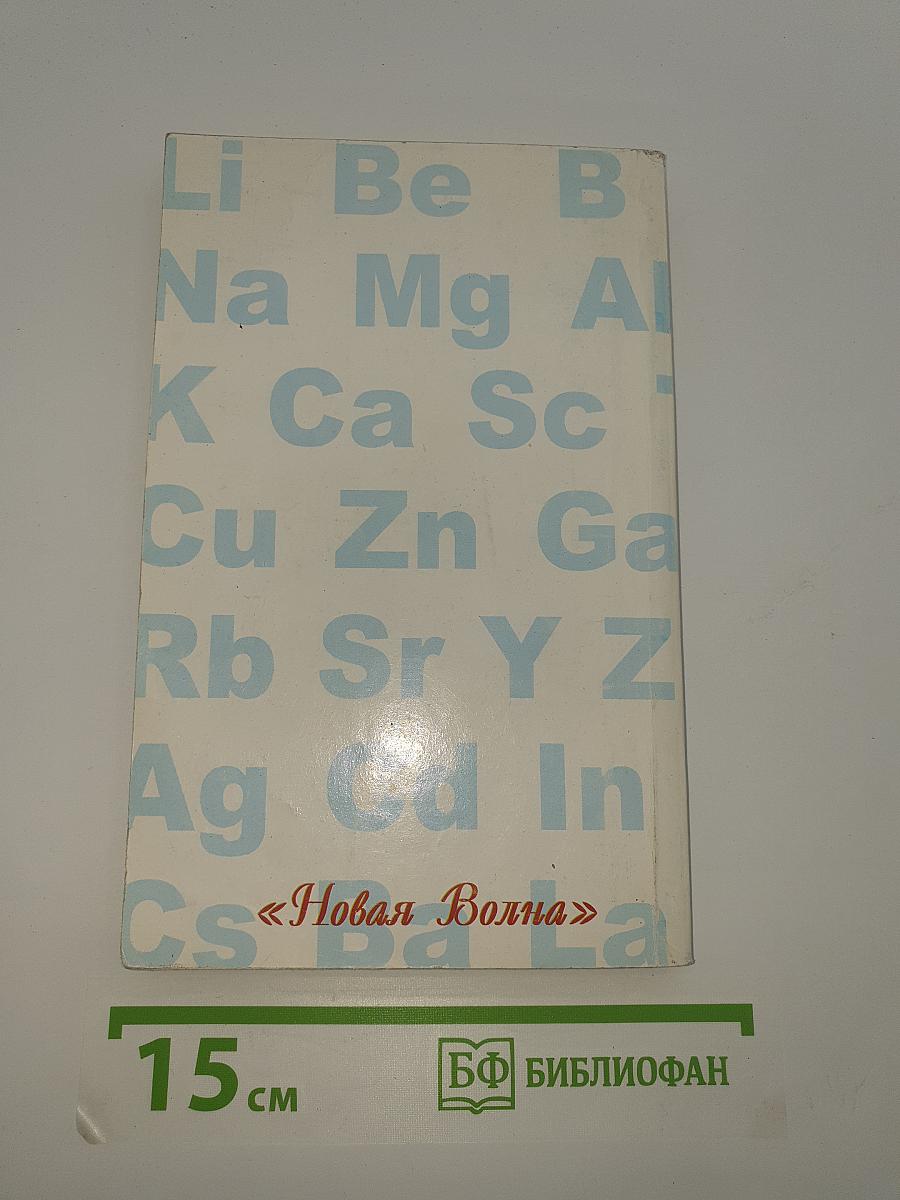 Li Be B
Na Mg Al
K Ca Sc
Cu Zn Ga
Rb Sr Y Z
Ag Cd In
Cs Ba La
«Новая Волна»
15 см
БФ БИБЛИОФАН